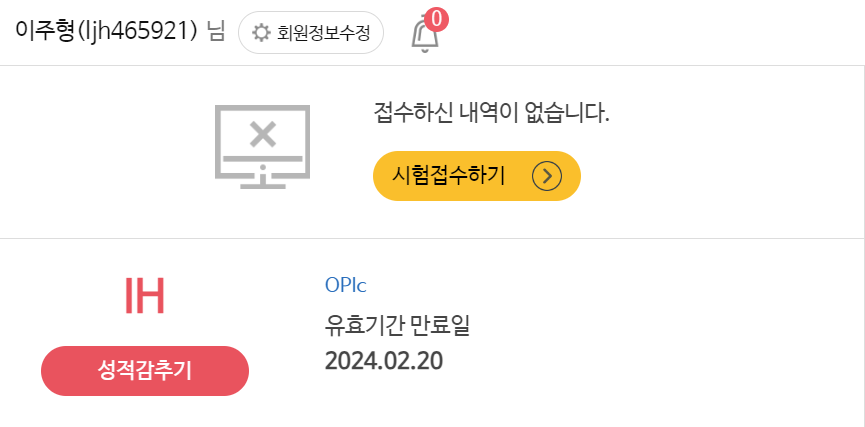 이주형(ljh465921) 님 회원정보수정 0
접수하신 내역이 없습니다.
시험접수하기
IH
성적감추기
OPIc
유효기간 만료일
2024.02.20